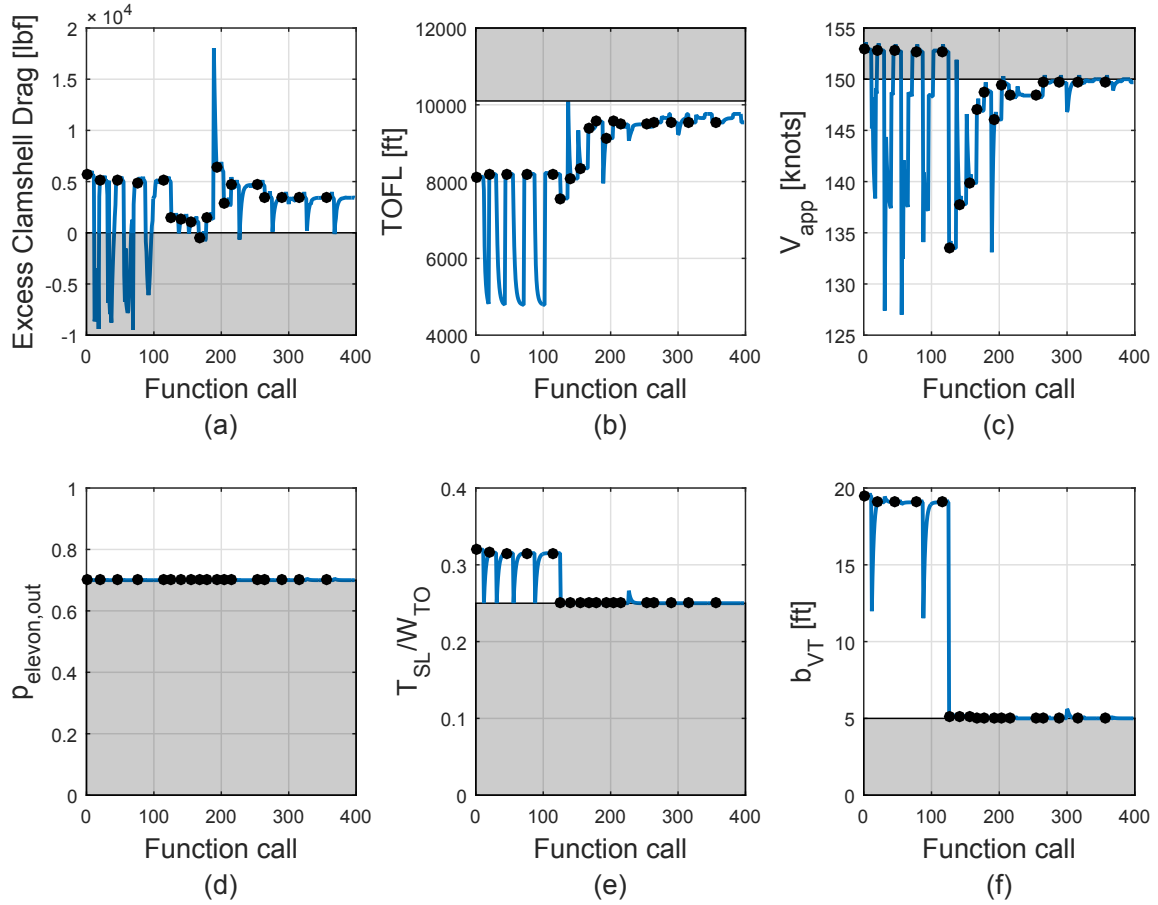 × 10⁴
Excess Clamshell Drag [lbf]
2
1.5
1
0.5
0
-0.5
-1
0 100 200 300 400
Function call
(a)
TOFL [ft]
12000
10000
8000
6000
4000
0 100 200 300 400
Function call
(b)
V_app [knots]
155
150
145
140
135
130
125
0 100 200 300 400
Function call
(c)
p_elevon,out
1
0.8
0.6
0.4
0.2
0
0 100 200 300 400
Function call
(d)
T_SL/W_TO
0.4
0.3
0.2
0.1
0
0 100 200 300 400
Function call
(e)
b_VT [ft]
20
15
10
5
0
0 100 200 300 400
Function call
(f)